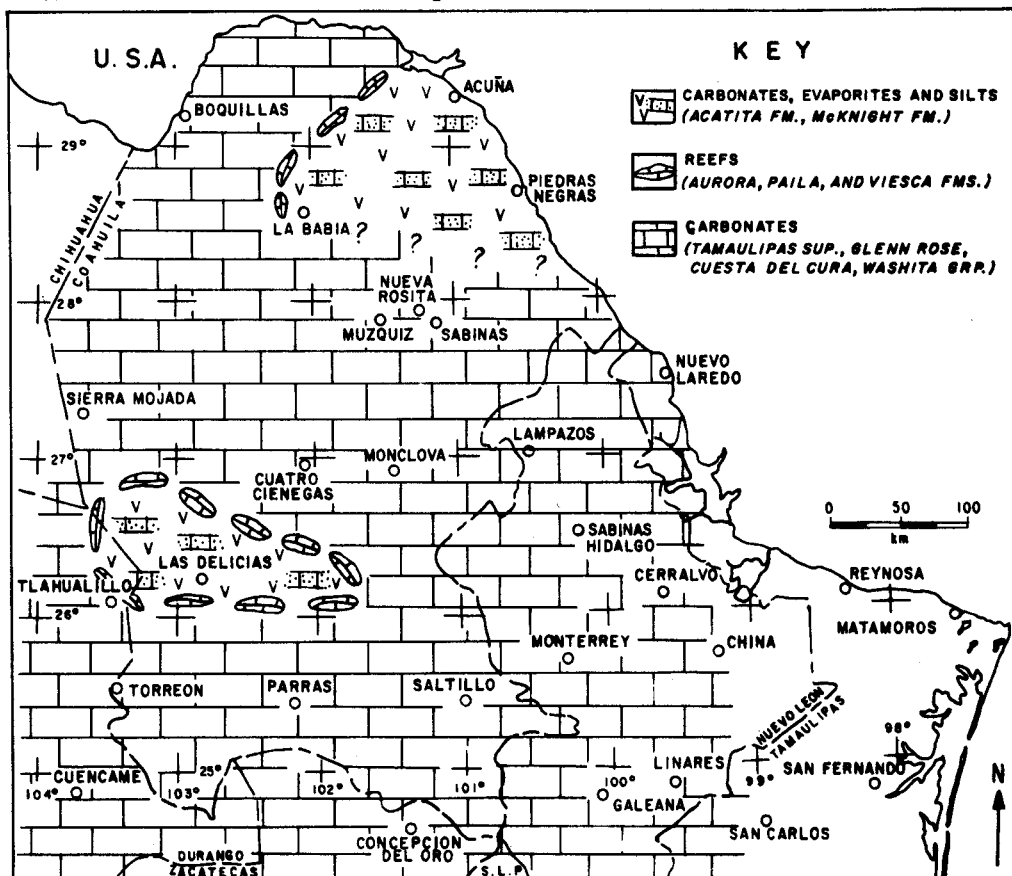 U.S.A.
KEY
CARBONATES, EVAPORITES AND SILTS
(ACATITA FM., McKNIGHT FM.)
REEFS
(AURORA, PAILA, AND VIESCA FMS.)
CARBONATES
(TAMAULIPAS SUP., GLENN ROSE,
CUESTA DEL CURA, WASHITA GRP.)
ACUÑA
BOQUILLAS
29°
PIEDRAS
NEGRAS
LA BABIA
?
?
?
?
CHIHUAHUA
COAHUILA
28°
NUEVA
ROSITA
MUZQUIZ
SABINAS
NUEVO
LAREDO
SIERRA MOJADA
LAMPAZOS
27°
MONCLOVA
CUATRO
CIENEGAS
0 50 100
km
SABINAS
HIDALGO
LAS DELICIAS
TLAHUALILLO
CERRALVO
REYNOSA
26°
MATAMOROS
MONTERREY
CHINA
TORREON
PARRAS
SALTILLO
NUEVO LEON
TAMAULIPAS
98°
25°
CUENCAME
104°
103°
102°
101°
100°
99°
LINARES
GALEANA
SAN FERNANDO
N
SAN CARLOS
CONCEPCION
DEL ORO
DURANGO
ZACATECAS
S.L.P.
V V
V
V
V
V
V
V V
V
V
V
V
V
V
V
V
V
V